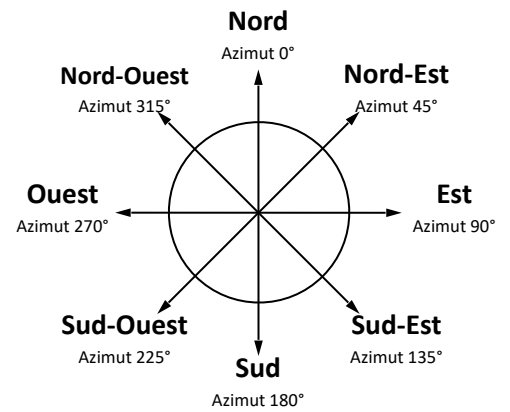 Nord
Azimut 0°
Nord-Ouest
Azimut 315°
Nord-Est
Azimut 45°
Ouest
Azimut 270°
Est
Azimut 90°
Sud-Ouest
Azimut 225°
Sud-Est
Azimut 135°
Sud
Azimut 180°